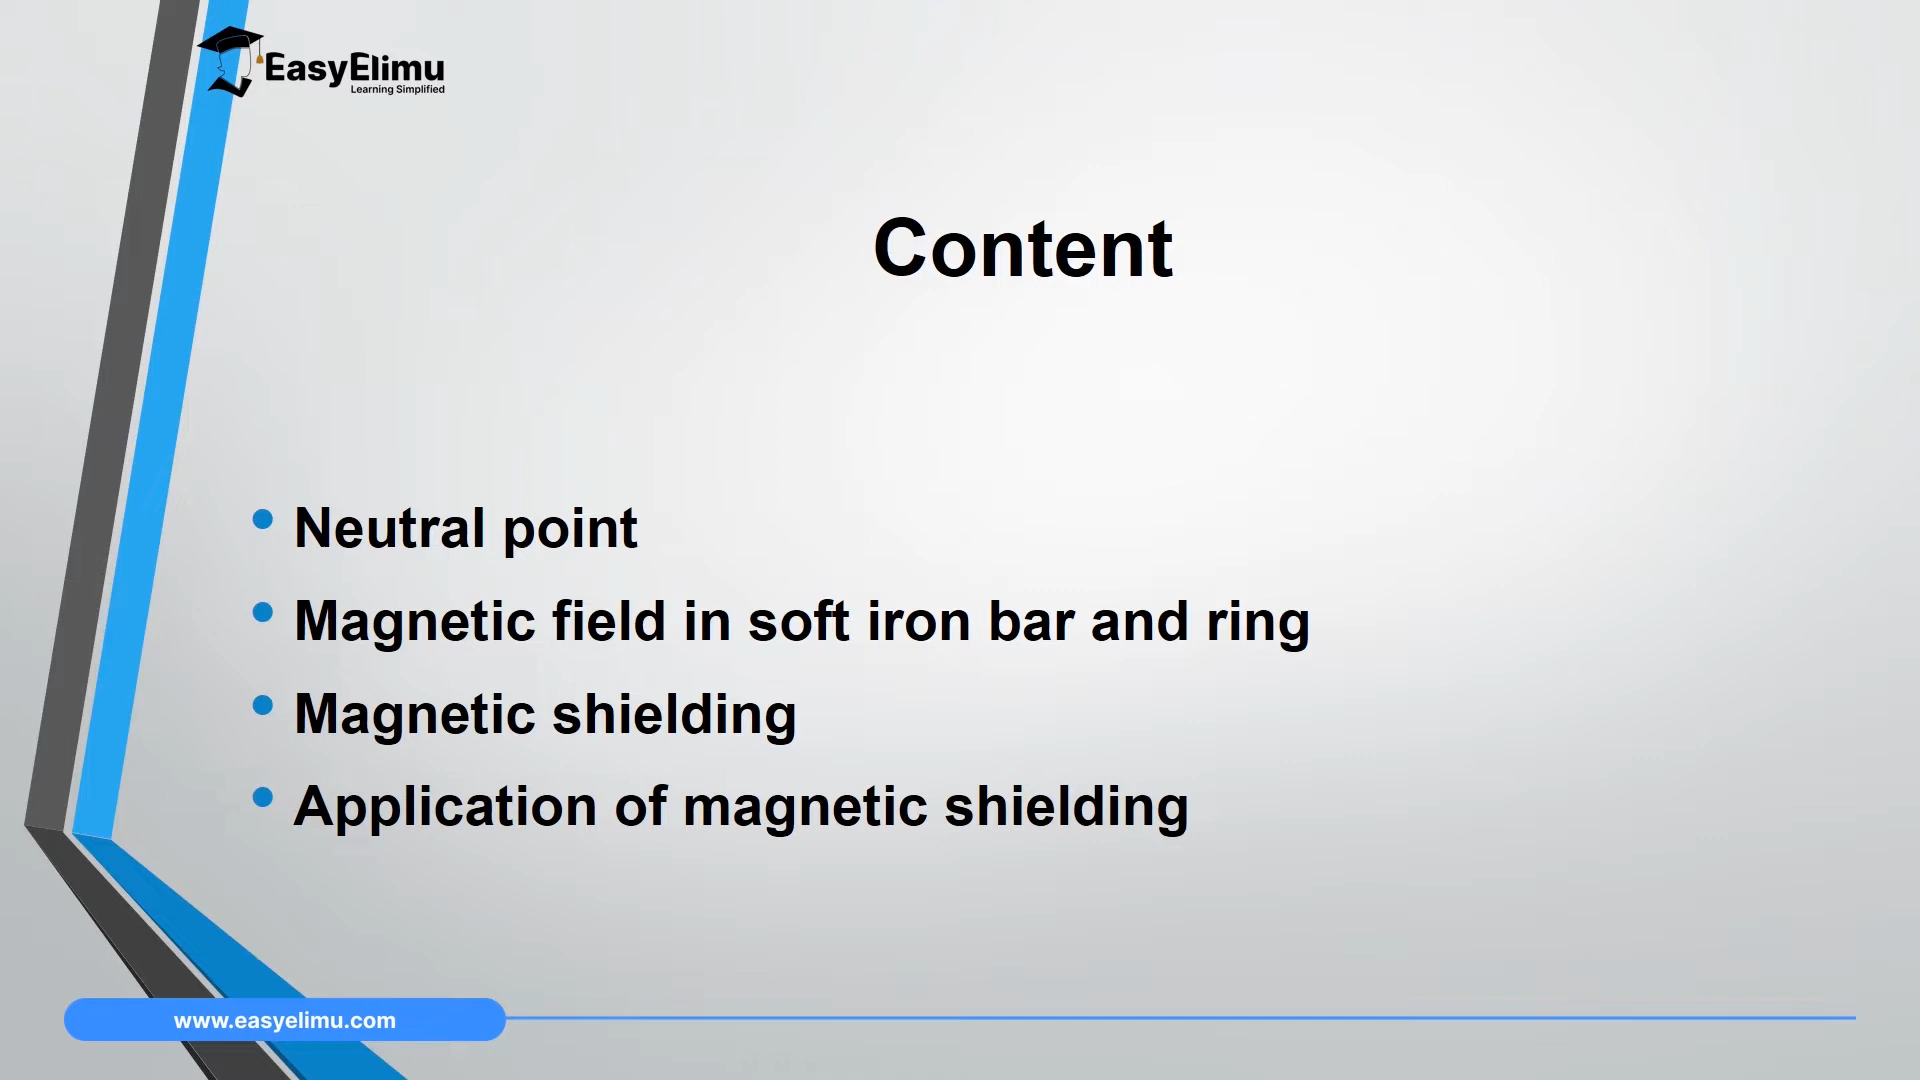 EasyElimu
Learning Simplified
Content
Neutral point
Magnetic field in soft iron bar and ring
Magnetic shielding
Application of magnetic shielding
www.easyelimu.com